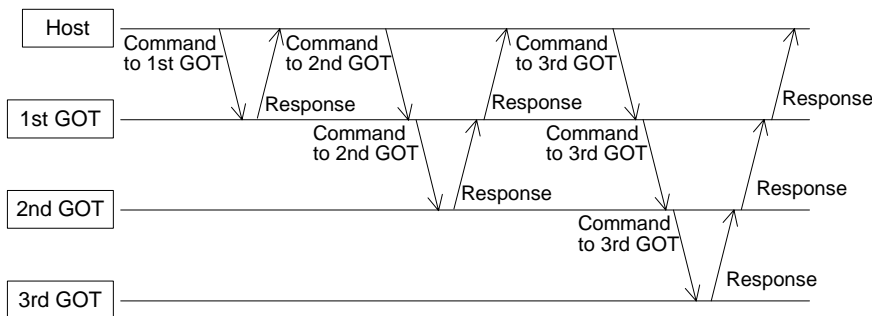 Host
Command
to 1st GOT
Command
to 2nd GOT
Command
to 3rd GOT
Response
Response
Response
1st GOT
Command
to 2nd GOT
Command
to 3rd GOT
Response
Response
2nd GOT
Command
to 3rd GOT
Response
3rd GOT